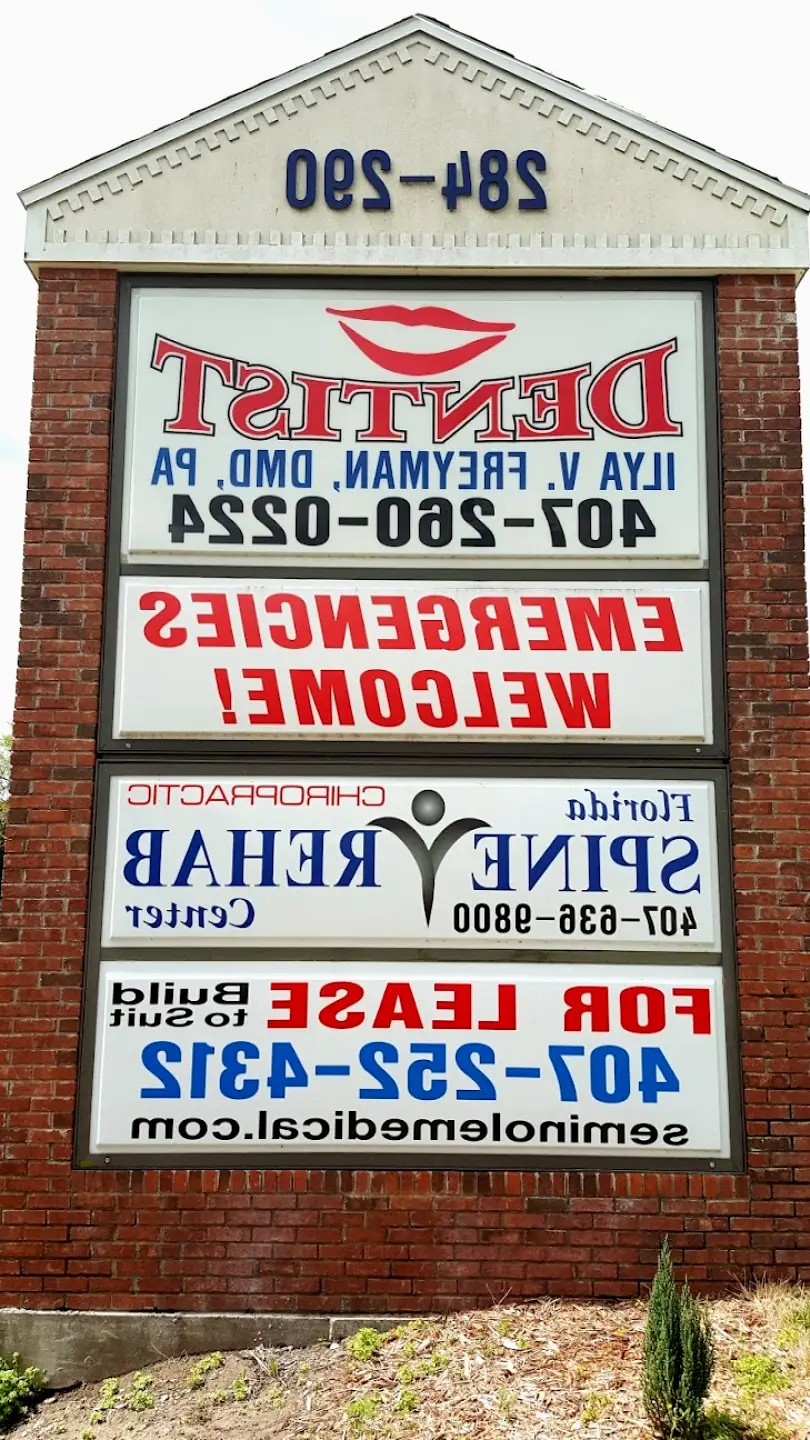 284-290
DENTIST
ILYA V. FREYMAN, DMD, PA
407-260-0224
EMERGENCIES
WELCOME!
Florida CHIROPRACTIC
SPINE REHAB
407-636-9800 Center
FOR LEASE Build to Suit
407-252-4312
seminolemedical.com